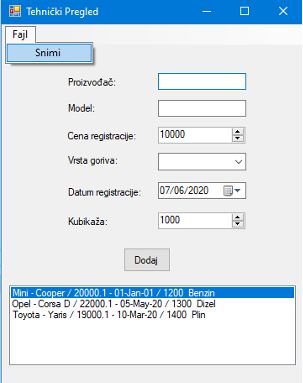 Tehnički Pregled
Fajl
Snimi
Proizvođač:
Model:
Cena registracije: 10000
Vrsta goriva:
Datum registracije: 07/06/2020
Kubikaža: 1000
Dodaj
Mini - Cooper / 20000.1 - 01-Jan-01 / 1200 Benzin
Opel - Corsa D / 22000.1 - 05-May-20 / 1300 Dizel
Toyota - Yaris / 19000.1 - 10-Mar-20 / 1400 Plin